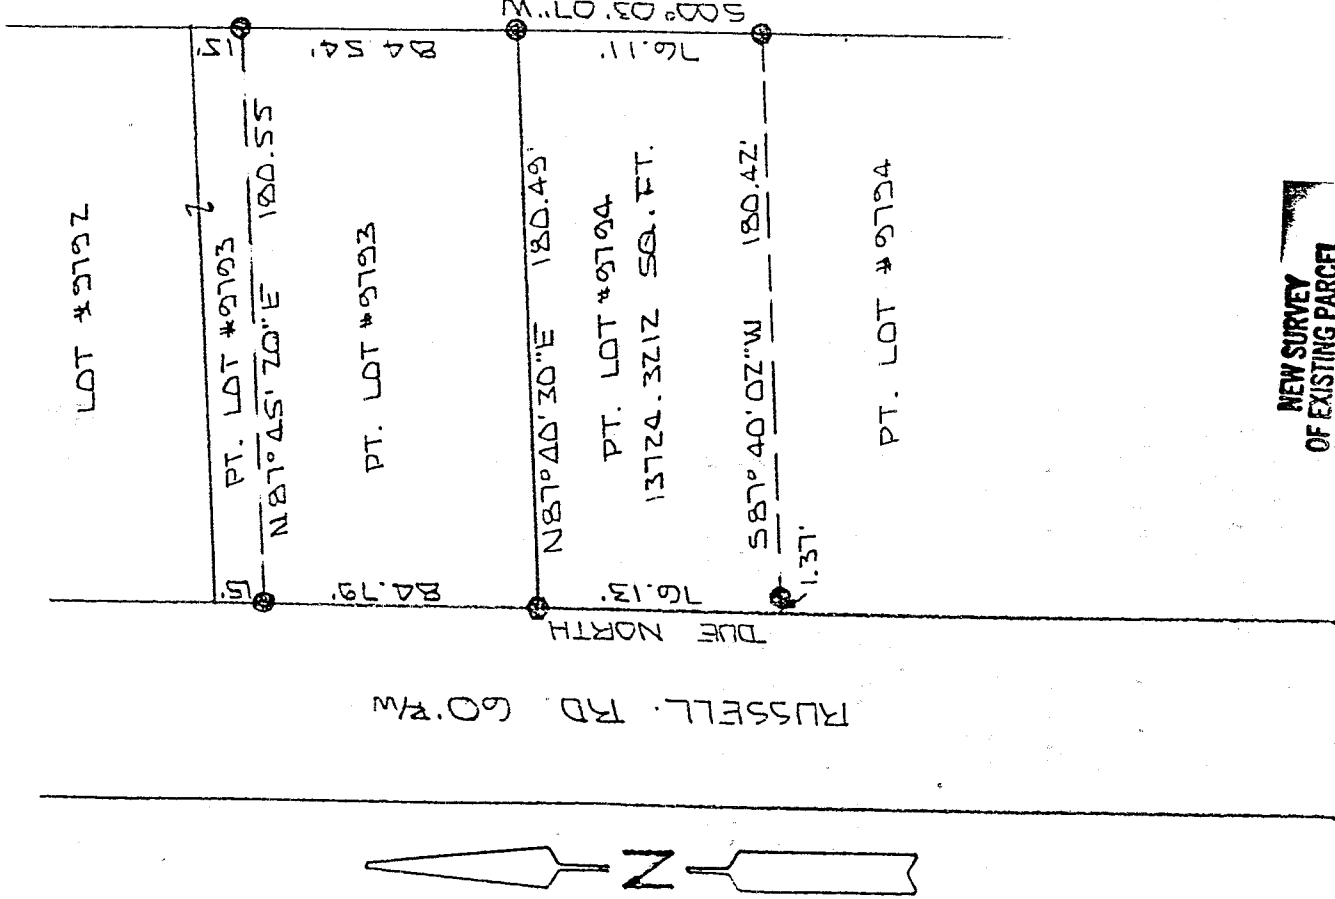 S00°03'07"W
15'
84.54'
76.11'
LOT #9792
PT. LOT #9793
N87°45'20"E 180.55
PT. LOT #9793
N87°40'30"E 180.49'
PT. LOT #9794
13724.3212 SQ. FT.
S87°40'02"W 180.42'
PT. LOT #9794
15'
84.79'
76.13'
1.37'
DUE NORTH
RUSSELL. RD. 60' R/W
N
NEW SURVEY
OF EXISTING PARCEL